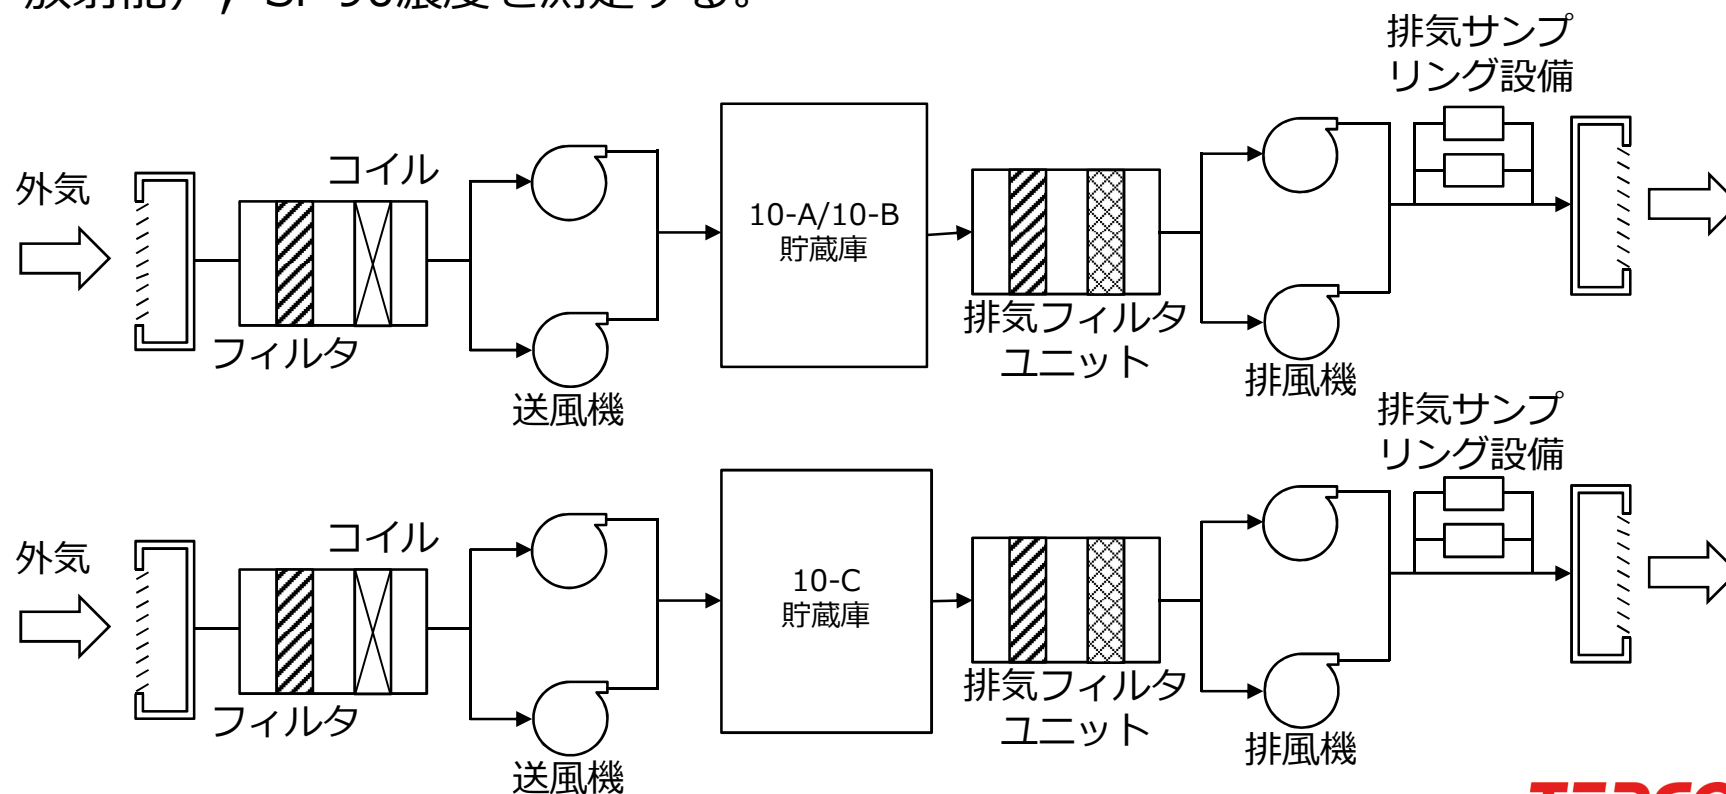 排気サンプ
リング設備
コイル
外気
10-A/10-B
貯蔵庫
フィルタ
送風機
排気フィルタ
ユニット
排風機
排気サンプ
リング設備
コイル
外気
10-C
貯蔵庫
フィルタ
送風機
排気フィルタ
ユニット
排風機